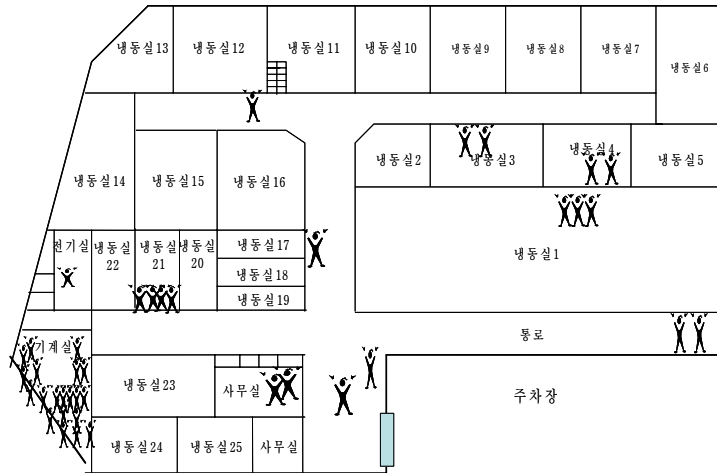 냉동실13
냉동실12
냉동실11
냉동실10
냉동실9
냉동실8
냉동실7
냉동실6
냉동실2
냉동실3
냉동실4
냉동실5
냉동실14
냉동실15
냉동실16
전기실
냉동실
22
냉동실
21
냉동실
20
냉동실17
냉동실18
냉동실19
냉동실1
통로
기계실
냉동실23
사무실
주차장
냉동실24
냉동실25
사무실